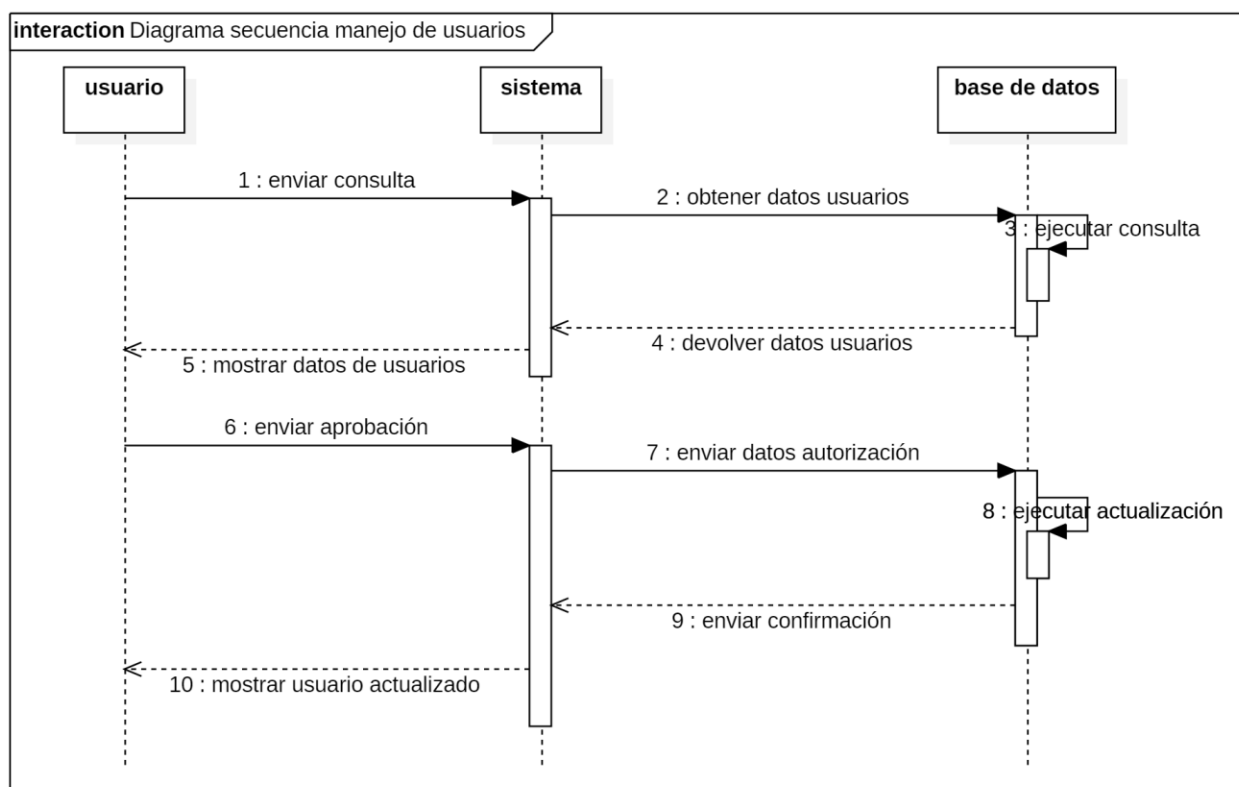 interaction Diagrama secuencia manejo de usuarios
usuario
sistema
base de datos
1 : enviar consulta
2 : obtener datos usuarios
3 : ejecutar consulta
4 : devolver datos usuarios
5 : mostrar datos de usuarios
6 : enviar aprobación
7 : enviar datos autorización
8 : ejecutar actualización
9 : enviar confirmación
10 : mostrar usuario actualizado